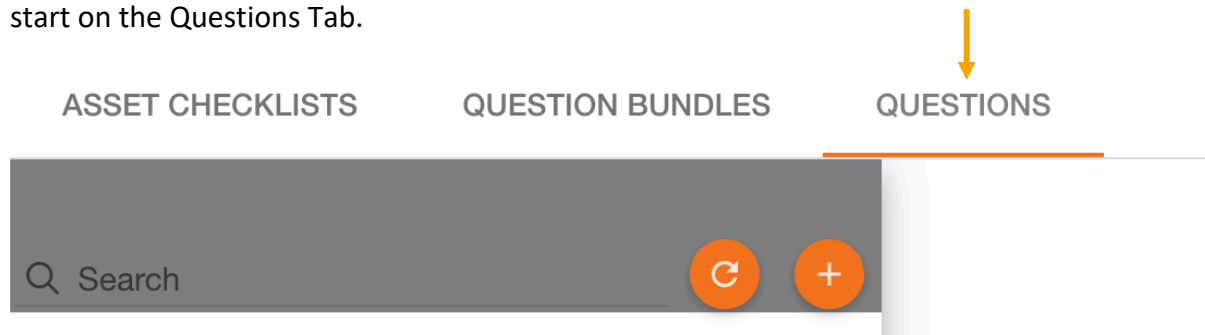 start on the Questions Tab.
ASSET CHECKLISTS QUESTION BUNDLES QUESTIONS
Search